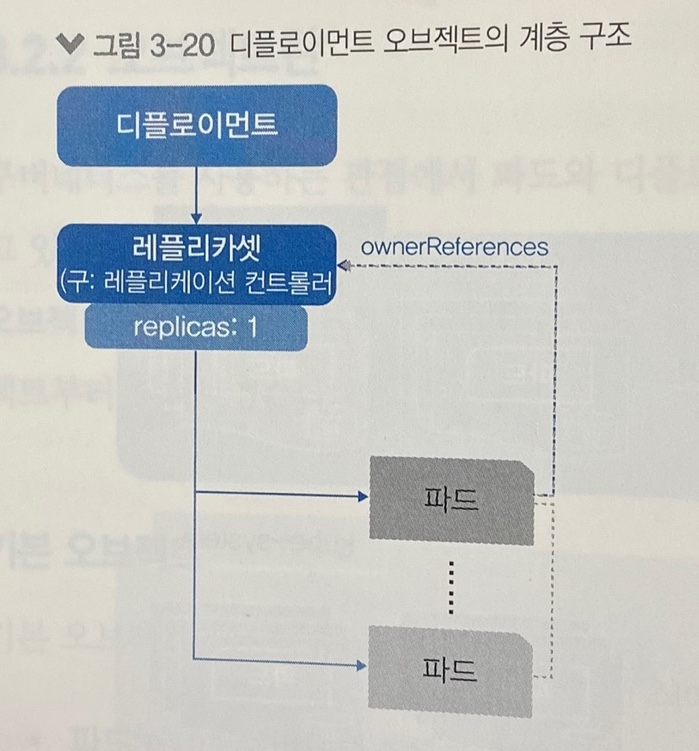 그림 3-20 디플로이먼트 오브젝트의 계층 구조
디플로이먼트
레플리카셋
(구: 레플리케이션 컨트롤러
ownerReferences
replicas: 1
파드
파드